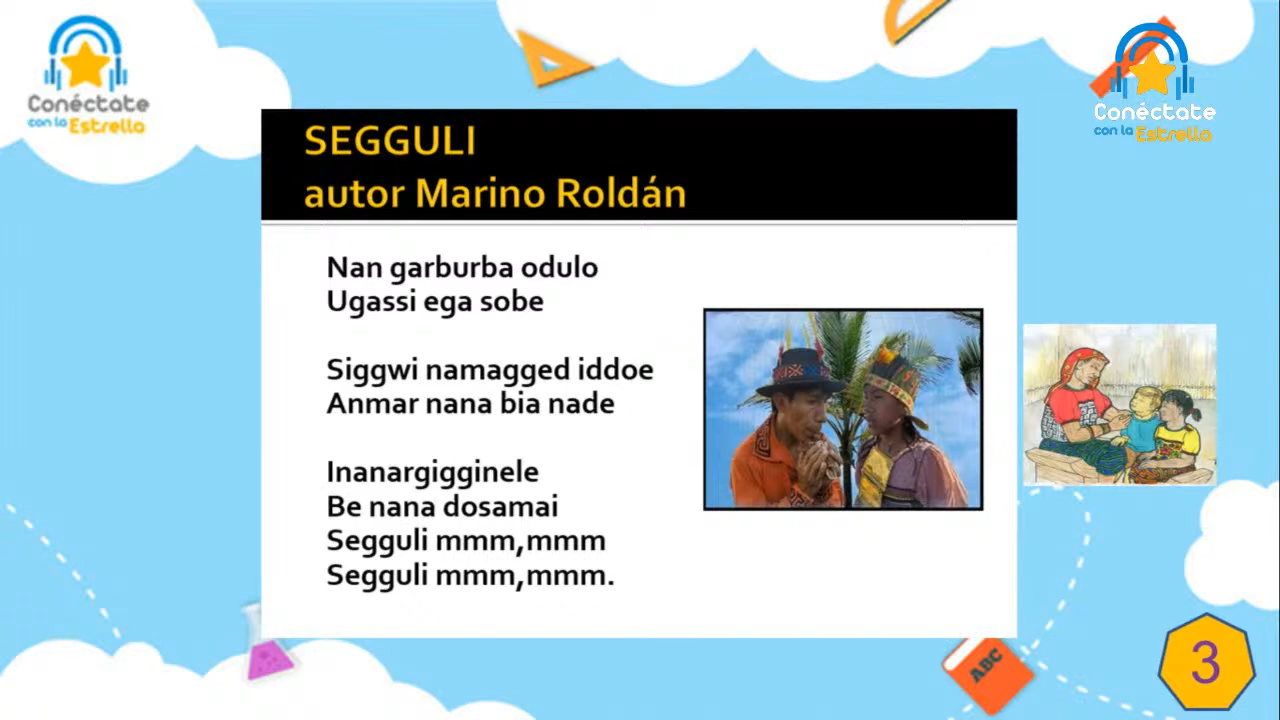 Conéctate
con la Estrella
Conéctate
con la Estrella
SEGGULI
autor Marino Roldán
Nan garburba odulo
Ugassi ega sobe
Siggwi namagged iddoe
Anmar nana bia nade
Inanargigginele
Be nana dosamai
Segguli mmm,mmm
Segguli mmm,mmm.
ABC
3